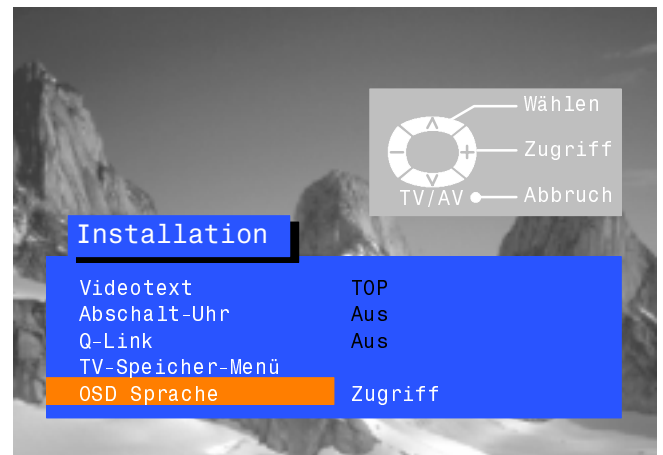 Wählen
Zugriff
TV/AV Abbruch
Installation
Videotext TOP
Abschalt-Uhr Aus
Q-Link Aus
TV-Speicher-Menü
OSD Sprache Zugriff